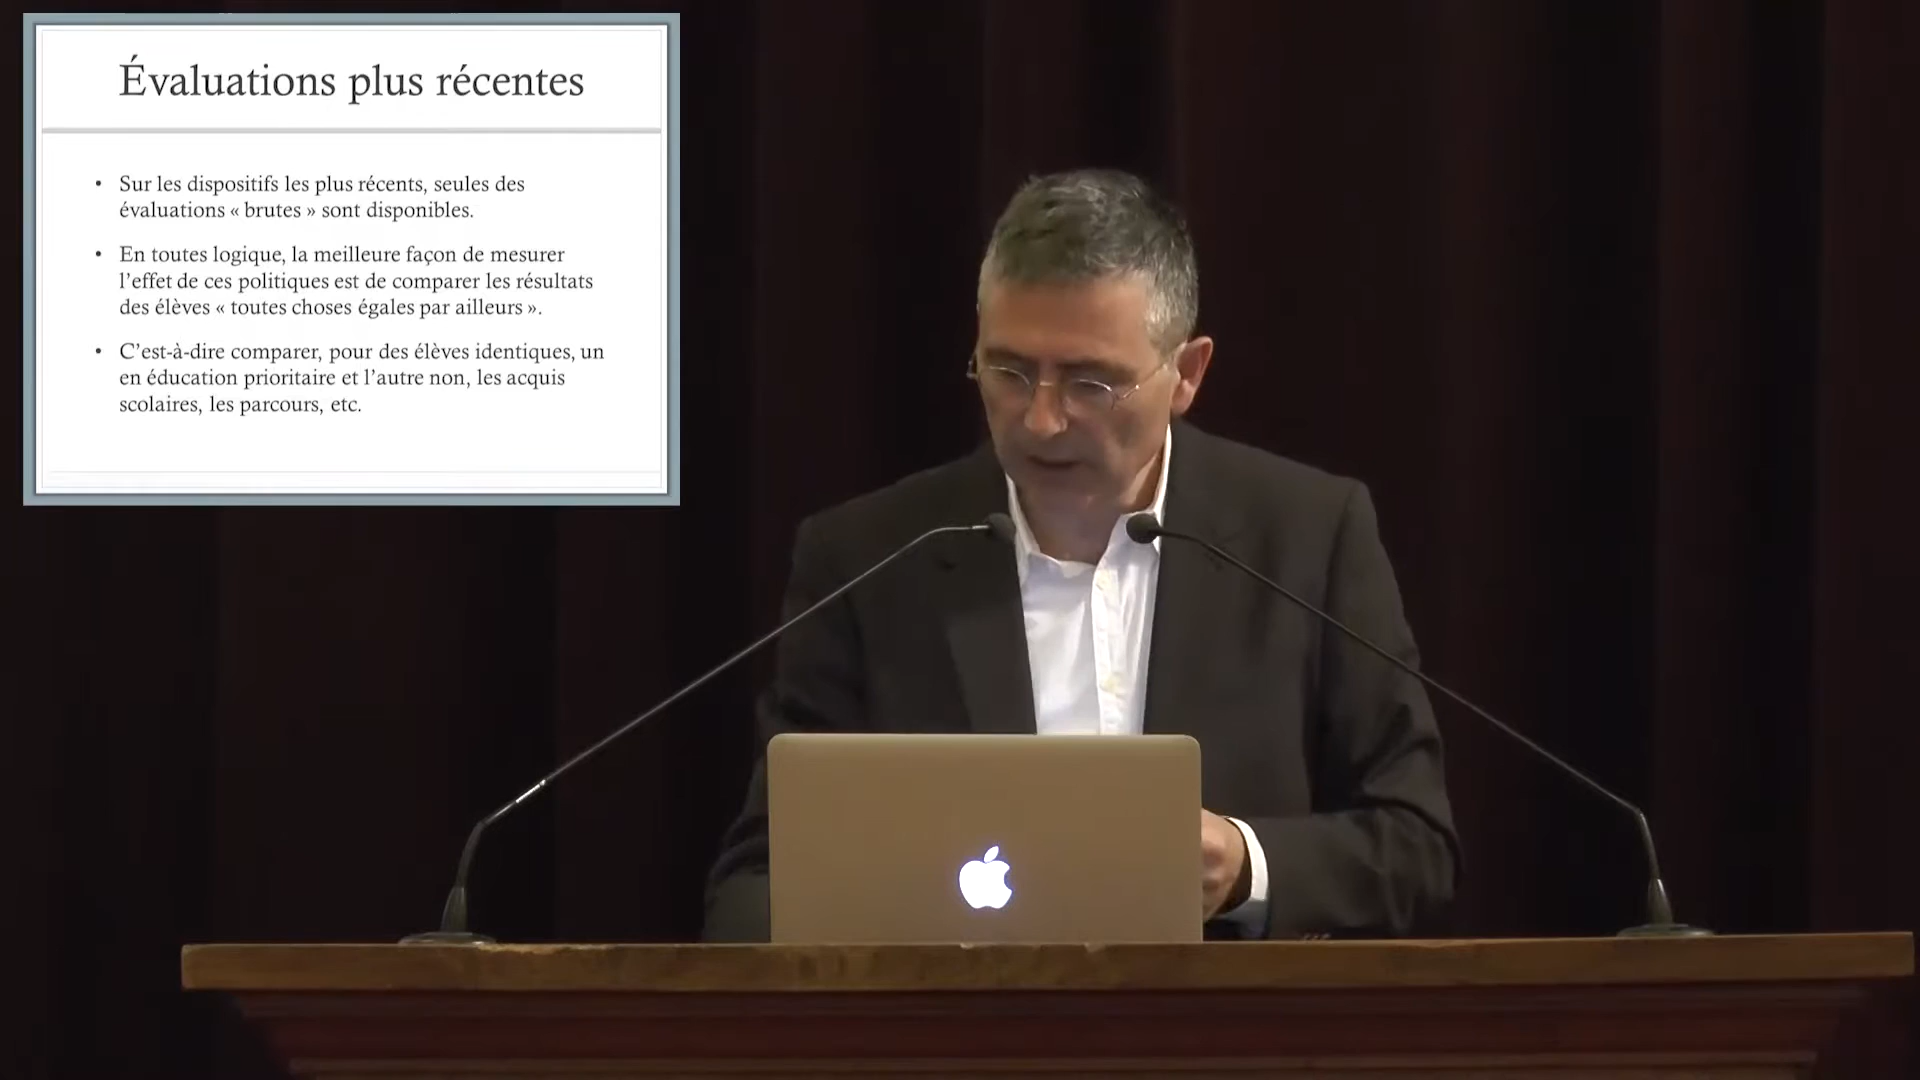 Évaluations plus récentes
• Sur les dispositifs les plus récents, seules des
évaluations « brutes » sont disponibles.
• En toutes logique, la meilleure façon de mesurer
l’effet de ces politiques est de comparer les résultats
des élèves « toutes choses égales par ailleurs ».
• C’est-à-dire comparer, pour des élèves identiques, un
en éducation prioritaire et l’autre non, les acquis
scolaires, les parcours, etc.